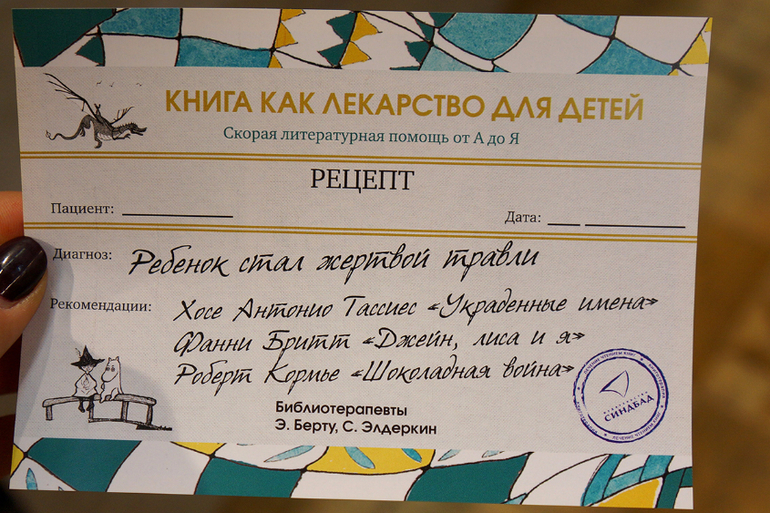 КНИГА КАК ЛЕКАРСТВО ДЛЯ ДЕТЕЙ
Скорая литературная помощь от А до Я
РЕЦЕПТ
Пациент:
Дата:
Диагноз: Ребенок стал жертвой травли
Рекомендации: Хосе Антонио Тассиес «Украденные имена»
Фанни Бритт «Джейн, лиса и я»
Роберт Кормье «Шоколадная война»
Библиотерапевты
Э. Берту, С. Элдеркин
ИЗДАТЕЛЬСТВО
СИНДБАД